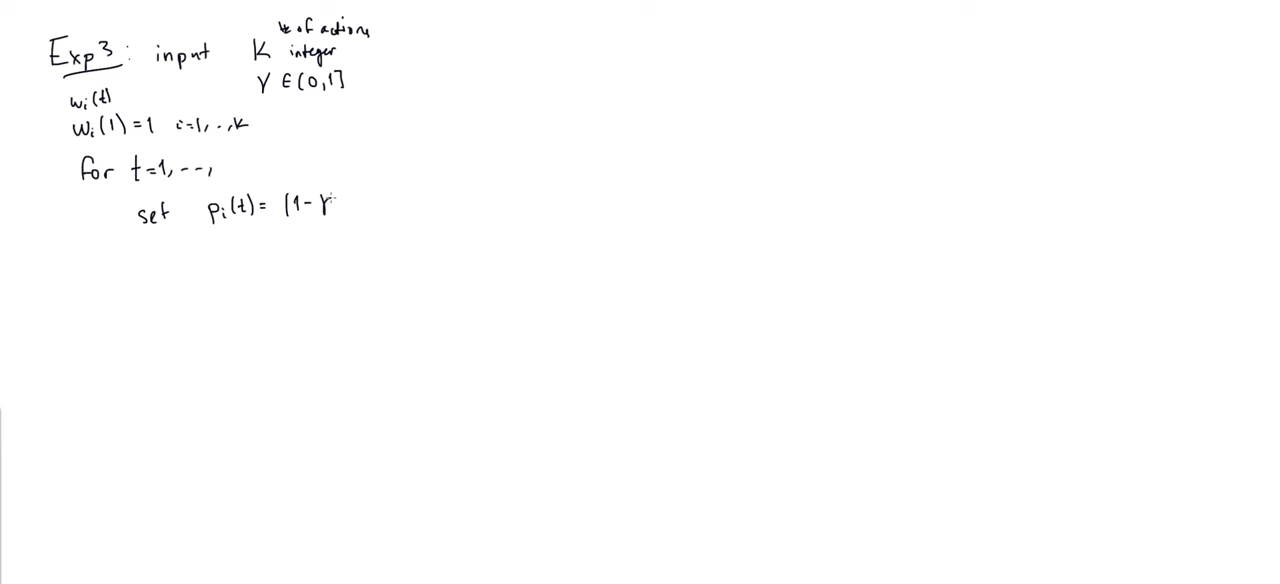 # of actions
Exp3: input K integer
γ ∈ (0,1]
wᵢ(t)
wᵢ(1) = 1 i=1,..,K
for t=1,---,
set pᵢ(t) = (1-γ